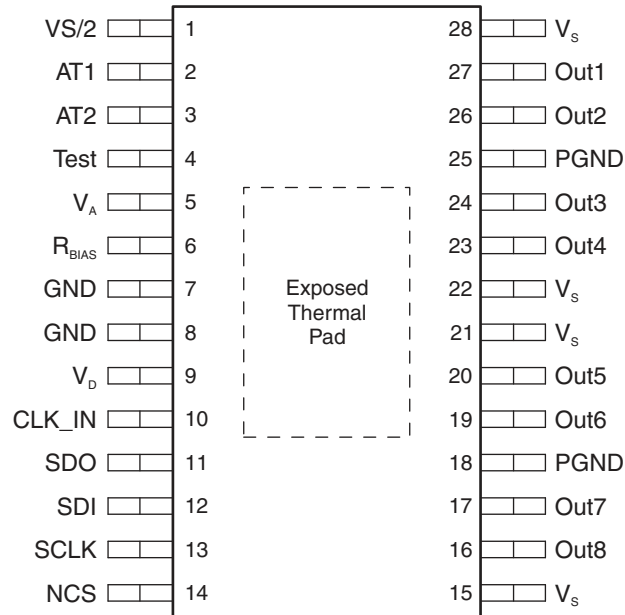 VS/2 1 28 Vs
AT1 2 27 Out1
AT2 3 26 Out2
Test 4 25 PGND
VA 5 24 Out3
RBIAS 6 23 Out4
GND 7 22 Vs
GND 8 21 Vs
VD 9 20 Out5
CLK_IN 10 19 Out6
SDO 11 18 PGND
SDI 12 17 Out7
SCLK 13 16 Out8
NCS 14 15 Vs
Exposed
Thermal
Pad